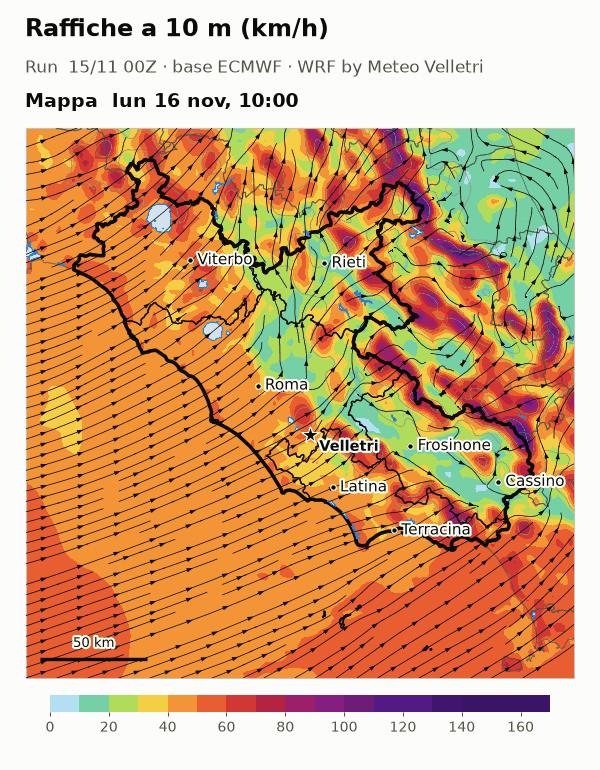 Raffiche a 10 m (km/h)
Run  15/11 00Z · base ECMWF · WRF by Meteo Velletri
Mappa  lun 16 nov, 10:00
Viterbo
Rieti
Roma
Velletri
Frosinone
Cassino
Latina
Terracina
50 km
0 20 40 60 80 100 120 140 160